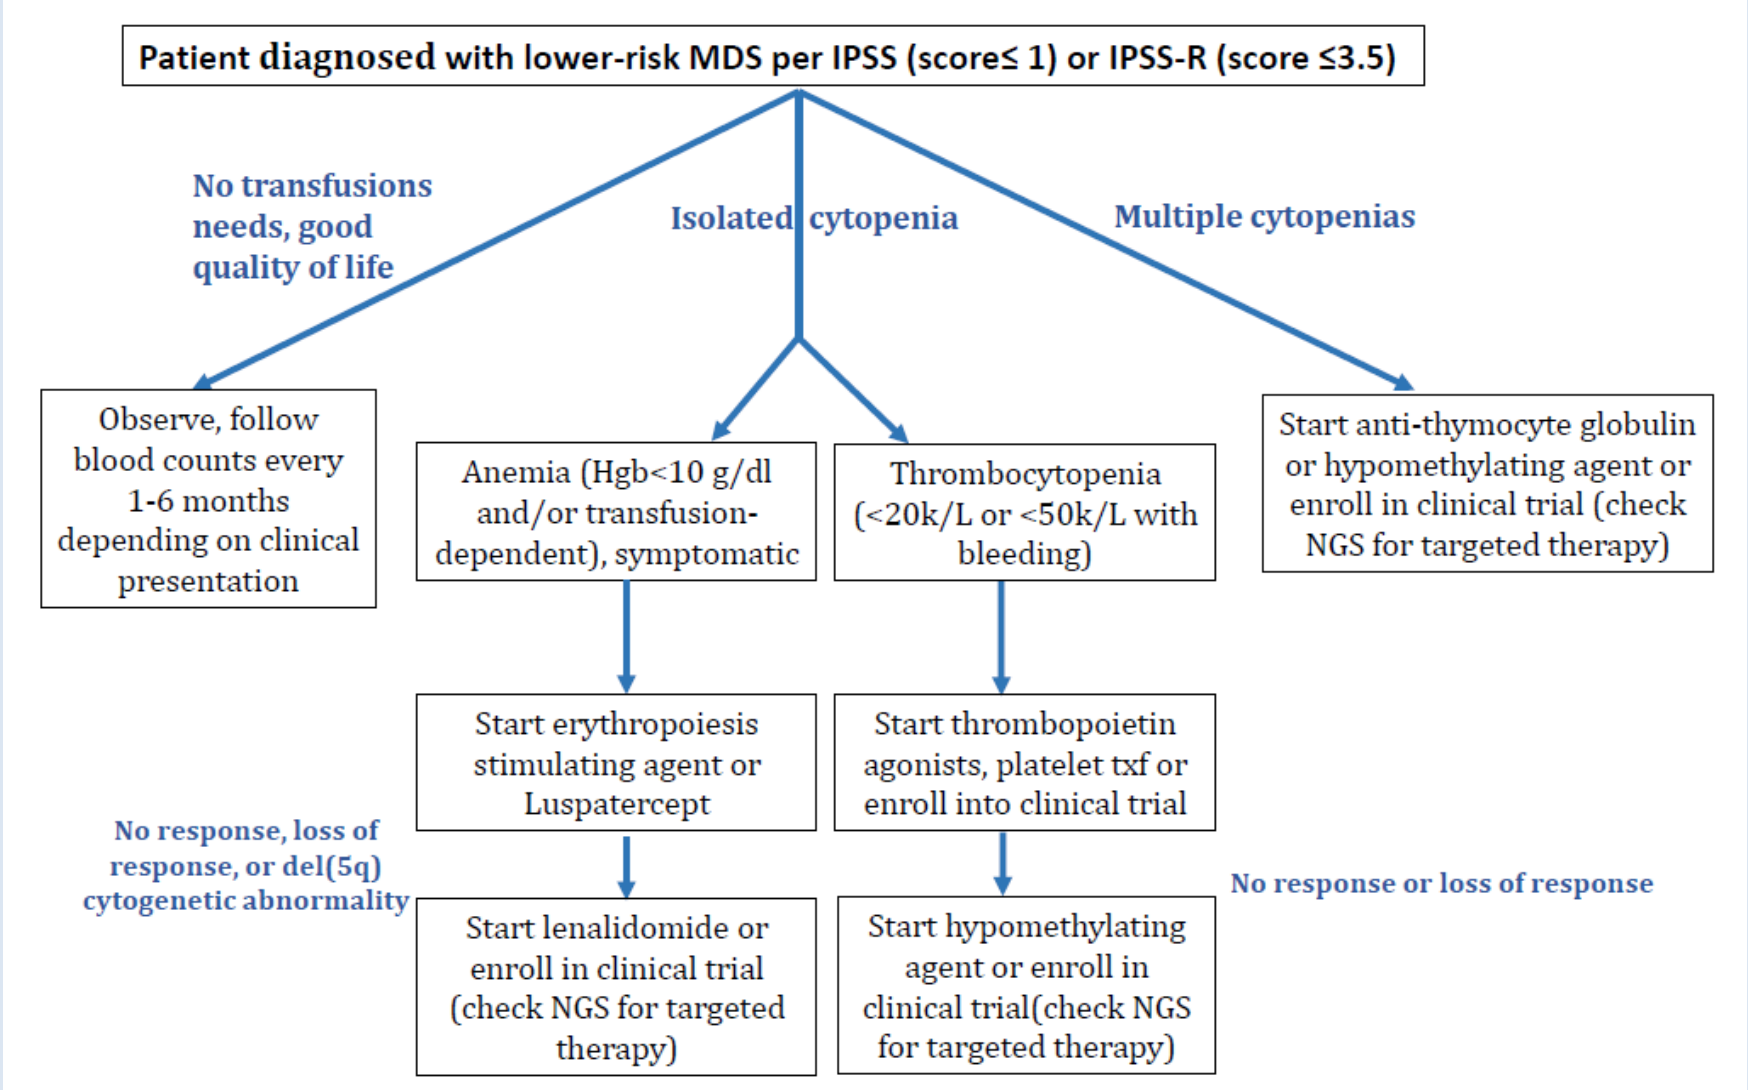 Patient diagnosed with lower-risk MDS per IPSS (score≤ 1) or IPSS-R (score ≤3.5)
No transfusions
needs, good
quality of life
Isolated cytopenia
Multiple cytopenias
Observe, follow
blood counts every
1-6 months
depending on clinical
presentation
Anemia (Hgb<10 g/dl
and/or transfusion-
dependent), symptomatic
Thrombocytopenia
(<20k/L or <50k/L with
bleeding)
Start anti-thymocyte globulin
or hypomethylating agent or
enroll in clinical trial (check
NGS for targeted therapy)
Start erythropoiesis
stimulating agent or
Luspatercept
Start thrombopoietin
agonists, platelet txf or
enroll into clinical trial
No response, loss of
response, or del(5q)
cytogenetic abnormality
No response or loss of response
Start lenalidomide or
enroll in clinical trial
(check NGS for targeted
therapy)
Start hypomethylating
agent or enroll in
clinical trial(check NGS
for targeted therapy)